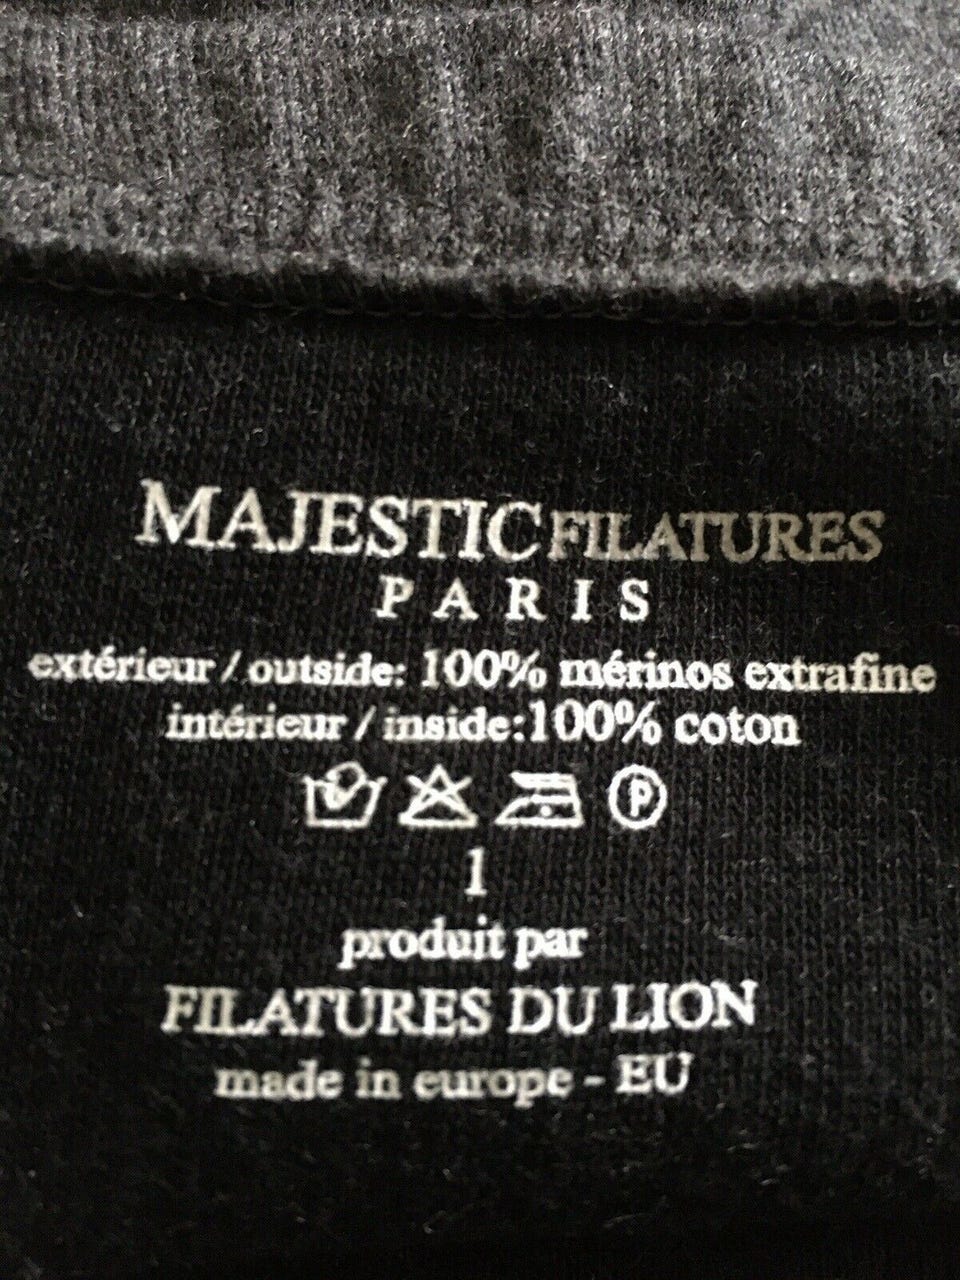 MAJESTIC FILATURES
PARIS
extérieur / outside: 100% mérinos extrafine
intérieur / inside:100% coton
P
1
produit par
FILATURES DU LION
made in europe - EU